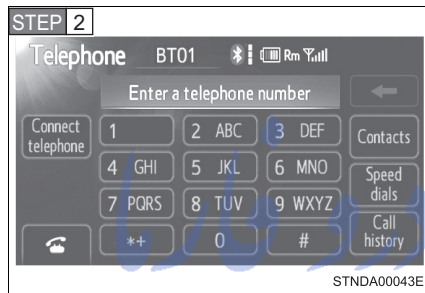 STEP 2
Telephone BT01 Rm
Enter a telephone number
Connect telephone
1
2 ABC
3 DEF
Contacts
4 GHI
5 JKL
6 MNO
Speed dials
7 PQRS
8 TUV
9 WXYZ
Call history
*+
0
#
STNDA00043E